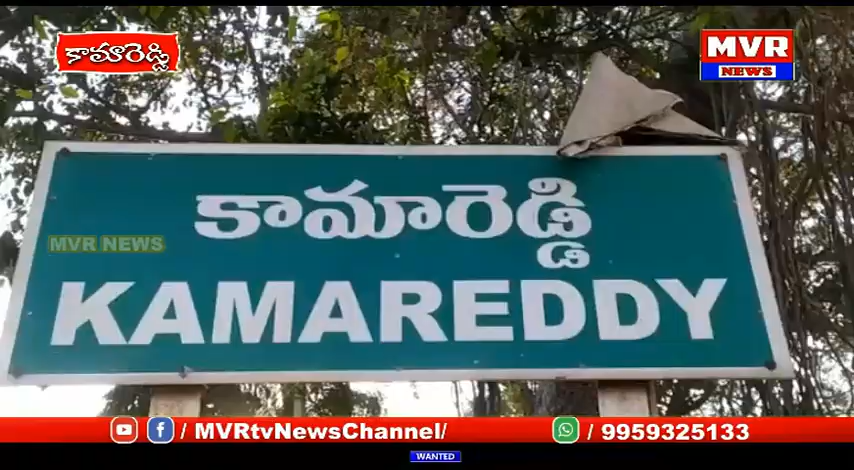 కామారెడ్డి
MVR
NEWS
కామారెడ్డి
MVR NEWS
KAMAREDDY
/ MVRtvNewsChannel/ / 9959325133
WANTED